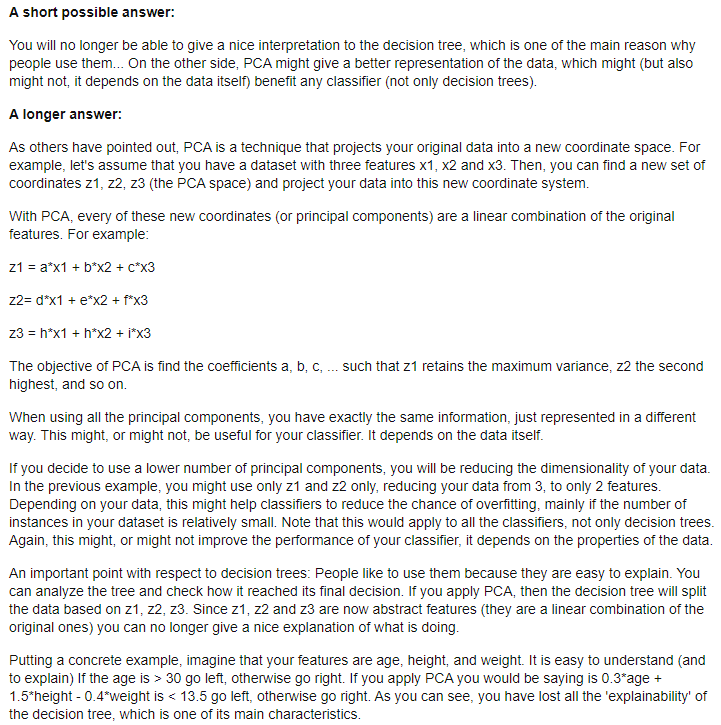 A short possible answer:
You will no longer be able to give a nice interpretation to the decision tree, which is one of the main reason why
people use them... On the other side, PCA might give a better representation of the data, which might (but also
might not, it depends on the data itself) benefit any classifier (not only decision trees).
A longer answer:
As others have pointed out, PCA is a technique that projects your original data into a new coordinate space. For
example, let's assume that you have a dataset with three features x1, x2 and x3. Then, you can find a new set of
coordinates z1, z2, z3 (the PCA space) and project your data into this new coordinate system.
With PCA, every of these new coordinates (or principal components) are a linear combination of the original
features. For example:
z1 = a*x1 + b*x2 + c*x3
z2= d*x1 + e*x2 + f*x3
z3 = h*x1 + h*x2 + i*x3
The objective of PCA is find the coefficients a, b, c, ... such that z1 retains the maximum variance, z2 the second
highest, and so on.
When using all the principal components, you have exactly the same information, just represented in a different
way. This might, or might not, be useful for your classifier. It depends on the data itself.
If you decide to use a lower number of principal components, you will be reducing the dimensionality of your data.
In the previous example, you might use only z1 and z2 only, reducing your data from 3, to only 2 features.
Depending on your data, this might help classifiers to reduce the chance of overfitting, mainly if the number of
instances in your dataset is relatively small. Note that this would apply to all the classifiers, not only decision trees.
Again, this might, or might not improve the performance of your classifier, it depends on the properties of the data.
An important point with respect to decision trees: People like to use them because they are easy to explain. You
can analyze the tree and check how it reached its final decision. If you apply PCA, then the decision tree will split
the data based on z1, z2, z3. Since z1, z2 and z3 are now abstract features (they are a linear combination of the
original ones) you can no longer give a nice explanation of what is doing.
Putting a concrete example, imagine that your features are age, height, and weight. It is easy to understand (and
to explain) If the age is > 30 go left, otherwise go right. If you apply PCA you would be saying is 0.3*age +
1.5*height - 0.4*weight is < 13.5 go left, otherwise go right. As you can see, you have lost all the 'explainability' of
the decision tree, which is one of its main characteristics.